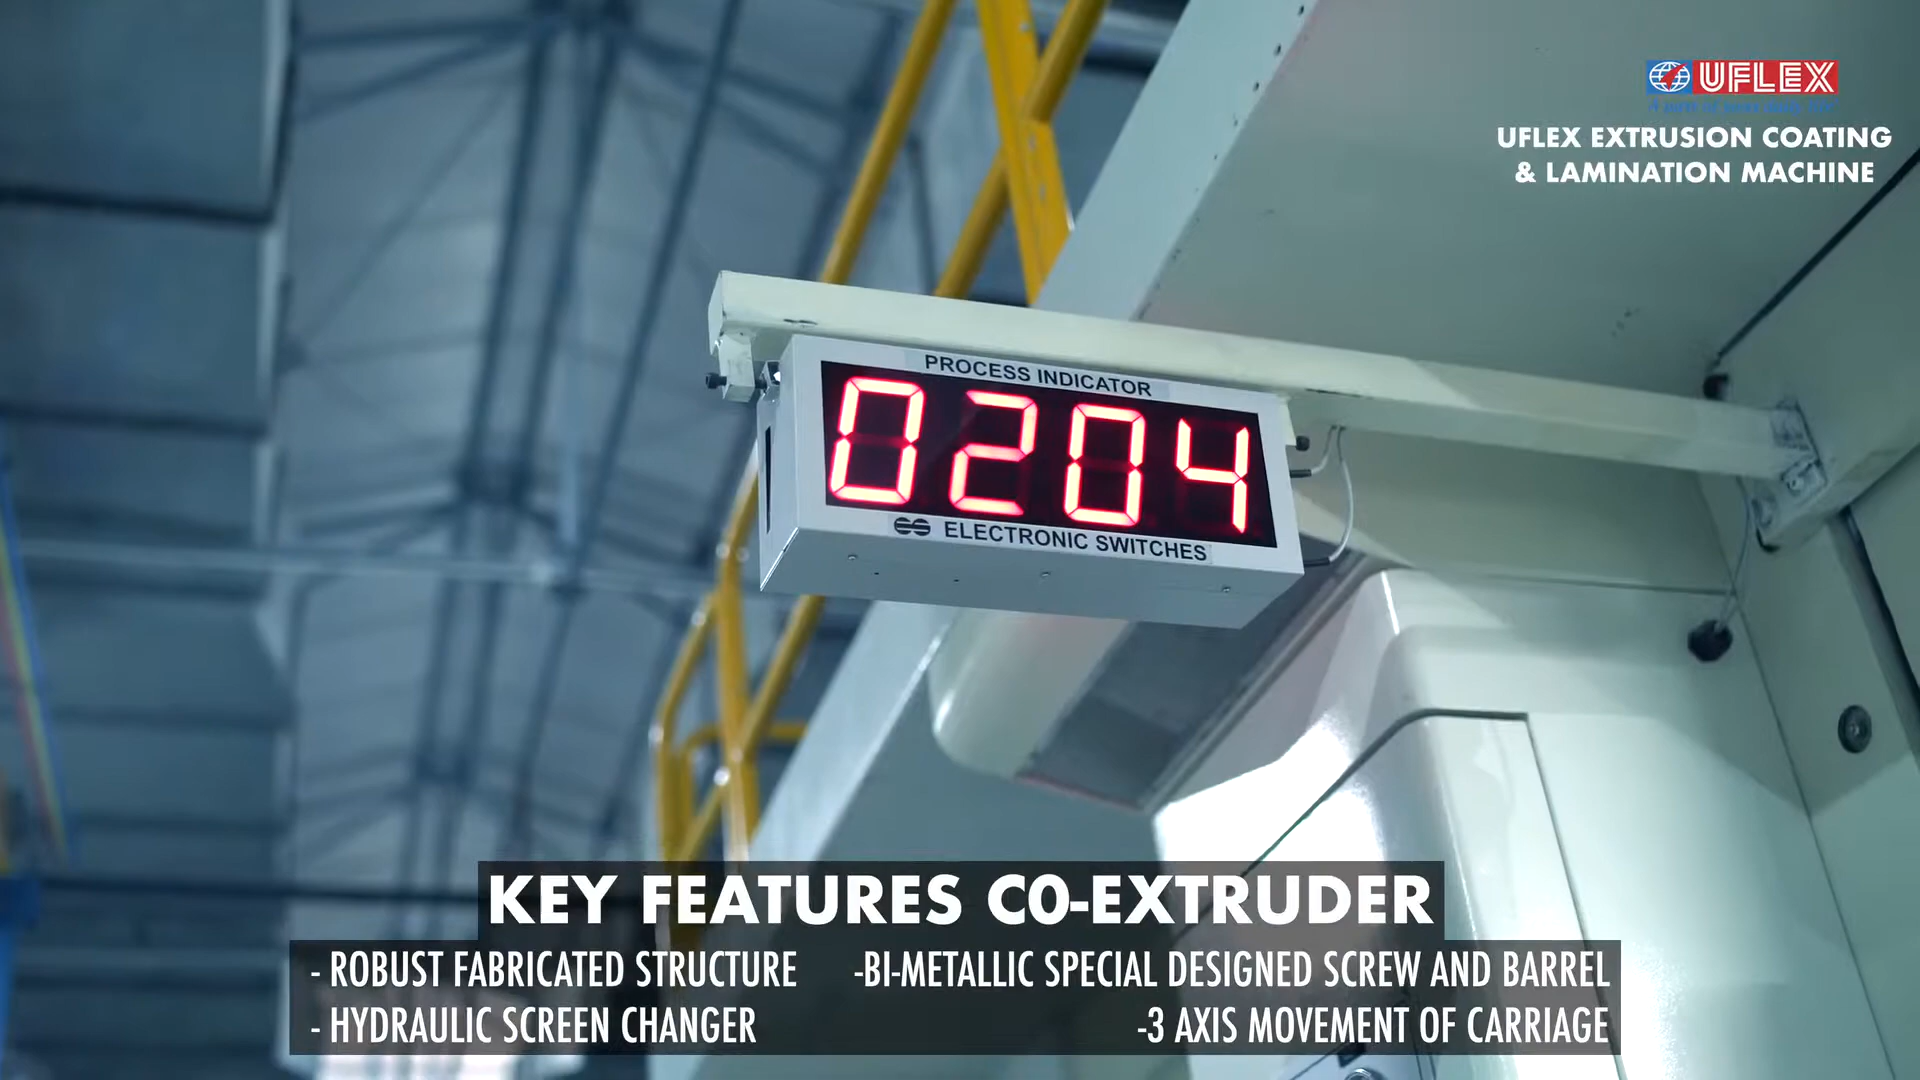 UFLEX
UFLEX EXTRUSION COATING
& LAMINATION MACHINE
PROCESS INDICATOR
0204
ELECTRONIC SWITCHES
KEY FEATURES C0-EXTRUDER
- ROBUST FABRICATED STRUCTURE
-BI-METALLIC SPECIAL DESIGNED SCREW AND BARREL
- HYDRAULIC SCREEN CHANGER
-3 AXIS MOVEMENT OF CARRIAGE